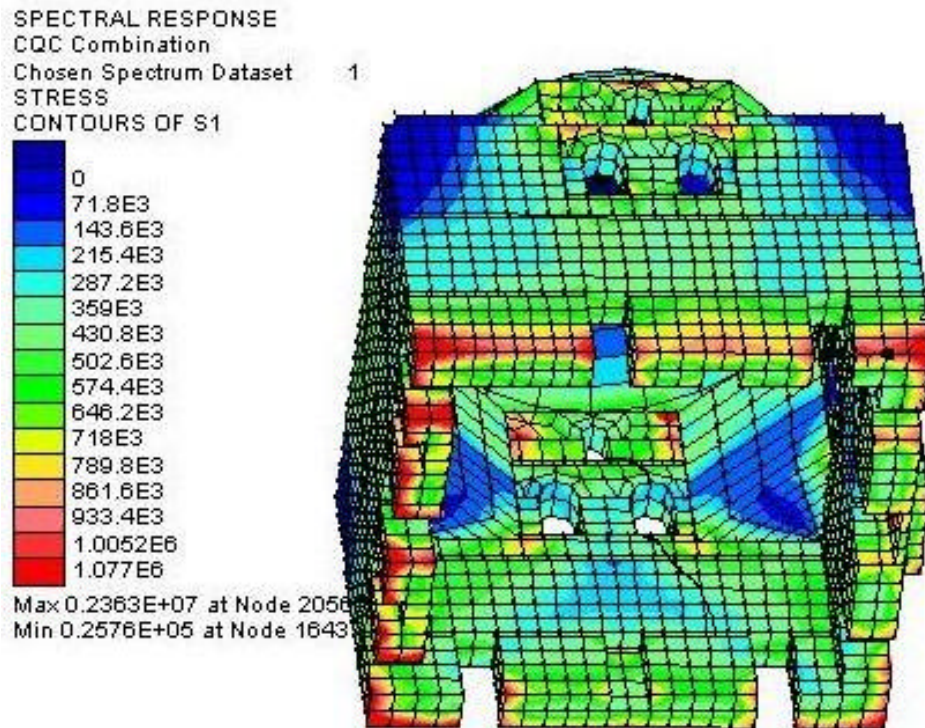 SPECTRAL RESPONSE
CQC Combination
Chosen Spectrum Dataset 1
STRESS
CONTOURS OF S1
0
71.8E3
143.6E3
215.4E3
287.2E3
359E3
430.8E3
502.6E3
574.4E3
646.2E3
718E3
789.8E3
861.6E3
933.4E3
1.0052E6
1.077E6
Max 0.2363E+07 at Node
Min 0.2576E+05 at Node 1643